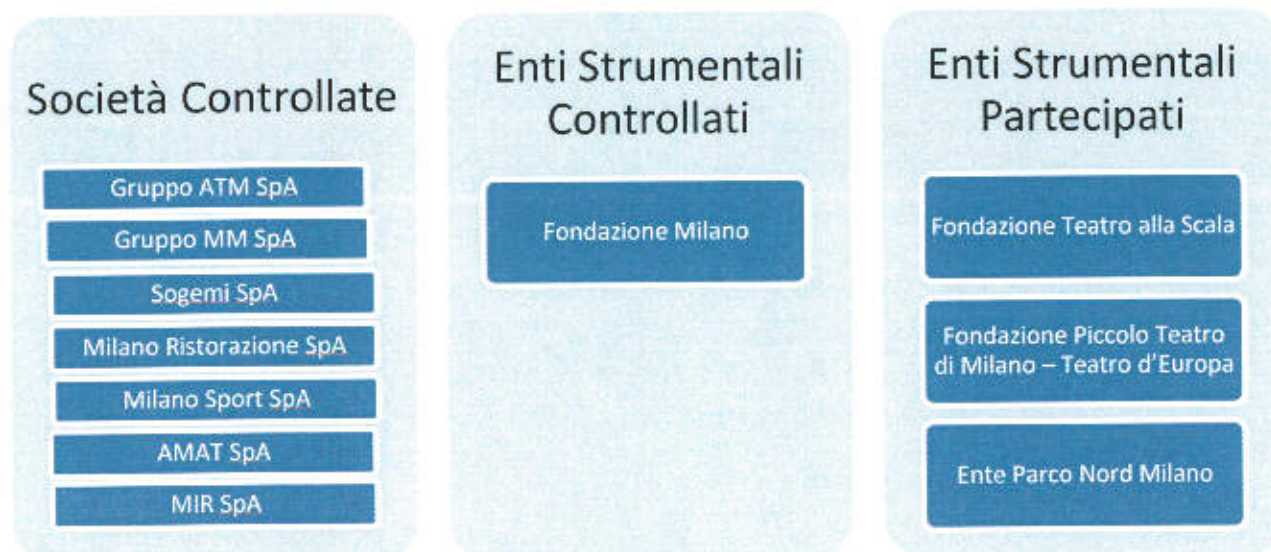 Società Controllate
Gruppo ATM SpA
Gruppo MM SpA
Sogemi SpA
Milano Ristorazione SpA
Milano Sport SpA
AMAT SpA
MIR SpA
Enti Strumentali
Controllati
Fondazione Milano
Enti Strumentali
Partecipati
Fondazione Teatro alla Scala
Fondazione Piccolo Teatro
di Milano – Teatro d'Europa
Ente Parco Nord Milano